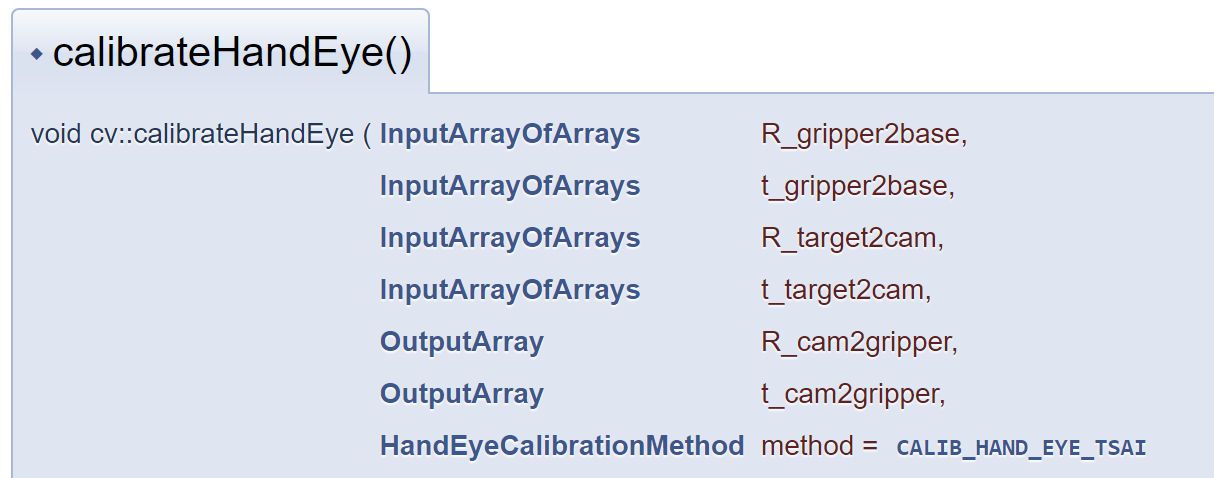 calibrateHandEye()
void cv::calibrateHandEye ( InputArrayOfArrays R_gripper2base,
InputArrayOfArrays t_gripper2base,
InputArrayOfArrays R_target2cam,
InputArrayOfArrays t_target2cam,
OutputArray R_cam2gripper,
OutputArray t_cam2gripper,
HandEyeCalibrationMethod method = CALIB_HAND_EYE_TSAI